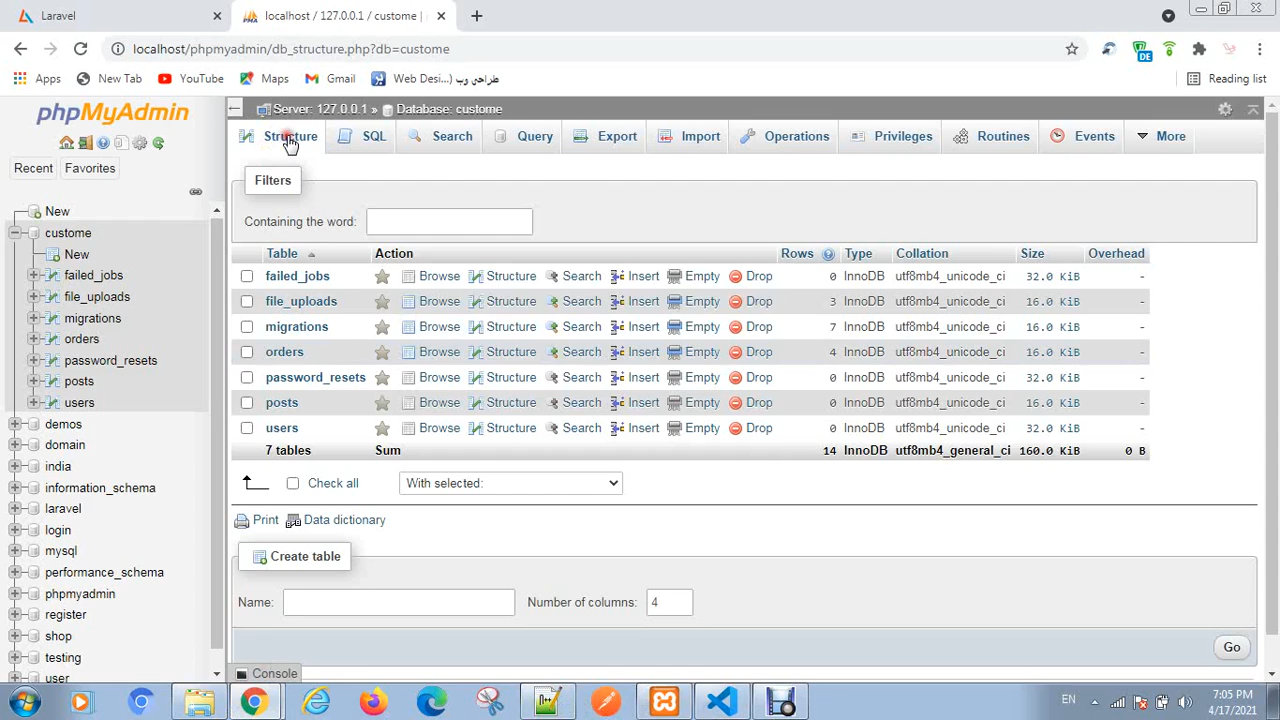 Laravel
localhost / 127.0.0.1 / custome |
localhost/phpmyadmin/db_structure.php?db=custome
DE
Apps New Tab YouTube Maps Gmail Web Desi... طراحی وب Reading list
phpMyAdmin
Recent Favorites
New
custome
New
failed_jobs
file_uploads
migrations
orders
password_resets
posts
users
demos
domain
india
information_schema
laravel
login
mysql
performance_schema
phpmyadmin
register
shop
testing
user
Server: 127.0.0.1 » Database: custome
Structure SQL Search Query Export Import Operations Privileges Routines Events More
Filters
Containing the word:
Table Action Rows Type Collation Size Overhead
failed_jobs Browse Structure Search Insert Empty Drop 0 InnoDB utf8mb4_unicode_ci 32.0 KiB -
file_uploads Browse Structure Search Insert Empty Drop 3 InnoDB utf8mb4_unicode_ci 16.0 KiB -
migrations Browse Structure Search Insert Empty Drop 7 InnoDB utf8mb4_unicode_ci 16.0 KiB -
orders Browse Structure Search Insert Empty Drop 4 InnoDB utf8mb4_unicode_ci 16.0 KiB -
password_resets Browse Structure Search Insert Empty Drop 0 InnoDB utf8mb4_unicode_ci 32.0 KiB -
posts Browse Structure Search Insert Empty Drop 0 InnoDB utf8mb4_unicode_ci 16.0 KiB -
users Browse Structure Search Insert Empty Drop 0 InnoDB utf8mb4_unicode_ci 32.0 KiB -
7 tables Sum 14 InnoDB utf8mb4_general_ci 160.0 KiB 0 B
Check all With selected:
Print Data dictionary
Create table
Name: Number of columns: 4
Go
Console
EN 7:05 PM
4/17/2021